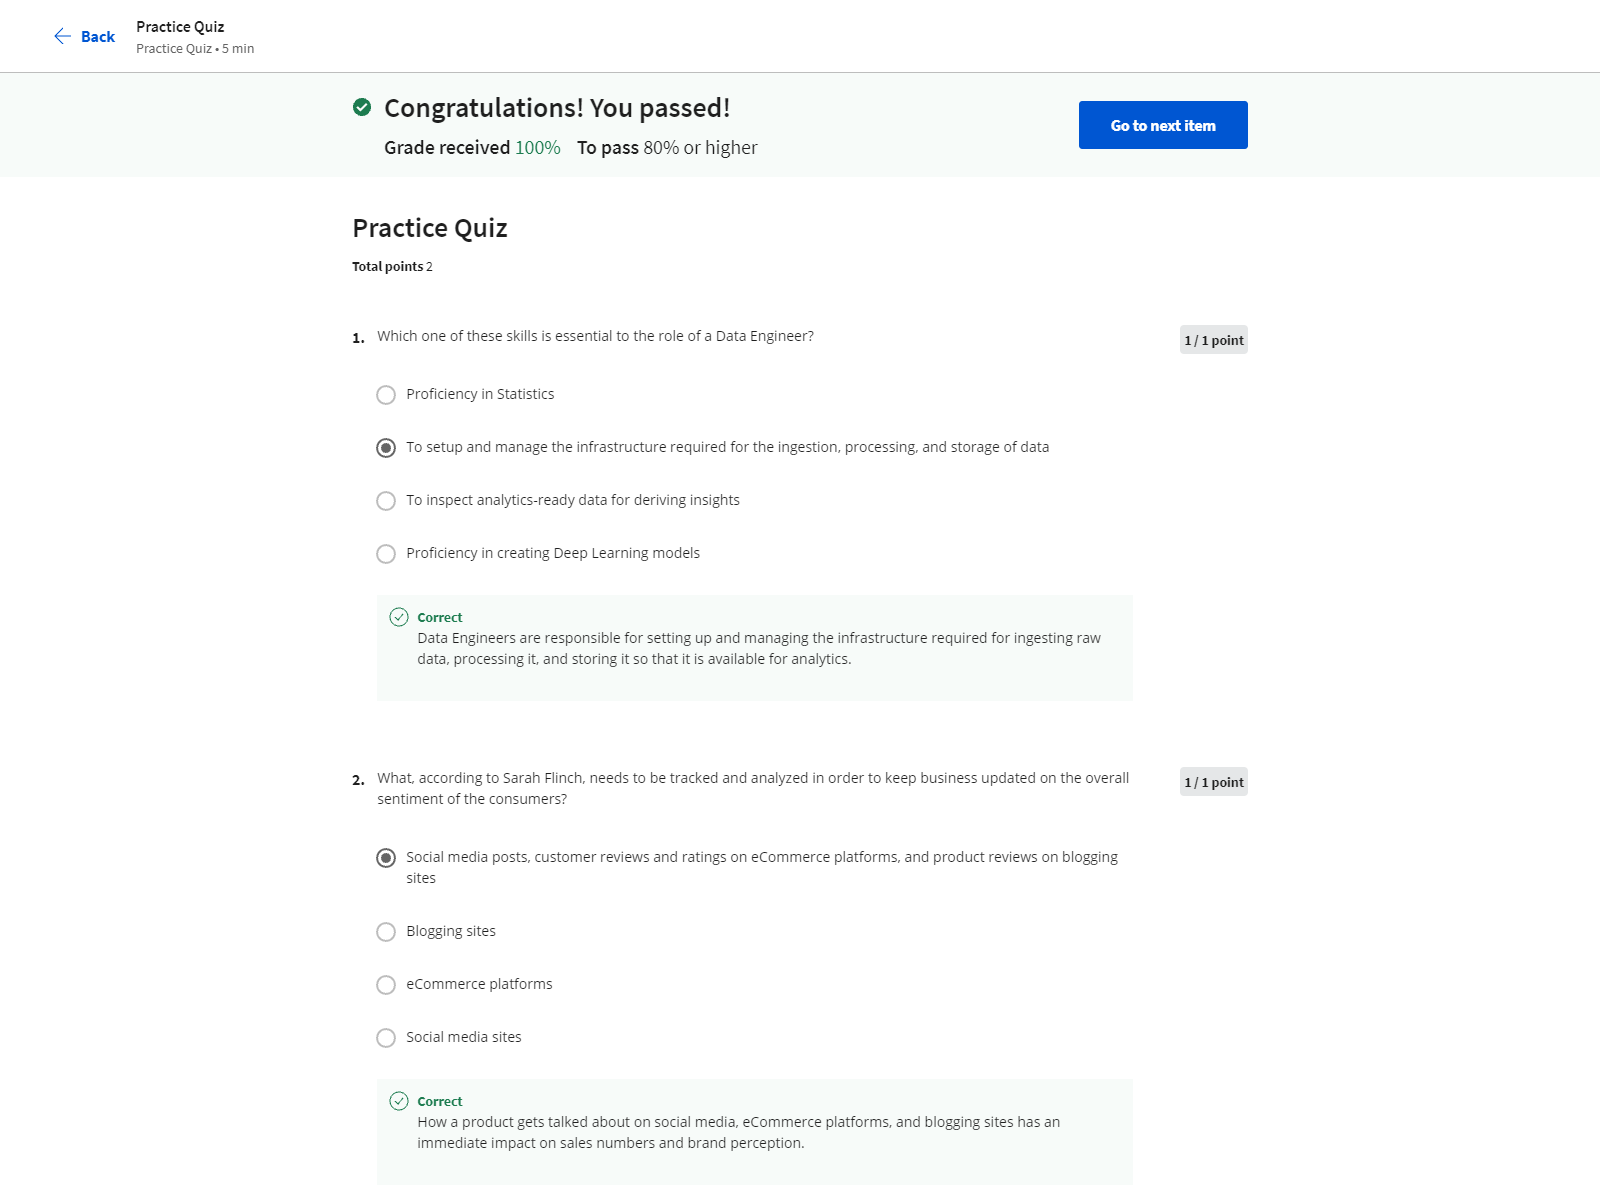 Back
Practice Quiz
Practice Quiz • 5 min
Congratulations! You passed!
Grade received 100% To pass 80% or higher
Go to next item
Practice Quiz
Total points 2
1. Which one of these skills is essential to the role of a Data Engineer?
1 / 1 point
Proficiency in Statistics
To setup and manage the infrastructure required for the ingestion, processing, and storage of data
To inspect analytics-ready data for deriving insights
Proficiency in creating Deep Learning models
Correct
Data Engineers are responsible for setting up and managing the infrastructure required for ingesting raw
data, processing it, and storing it so that it is available for analytics.
2. What, according to Sarah Flinch, needs to be tracked and analyzed in order to keep business updated on the overall
sentiment of the consumers?
1 / 1 point
Social media posts, customer reviews and ratings on eCommerce platforms, and product reviews on blogging
sites
Blogging sites
eCommerce platforms
Social media sites
Correct
How a product gets talked about on social media, eCommerce platforms, and blogging sites has an
immediate impact on sales numbers and brand perception.